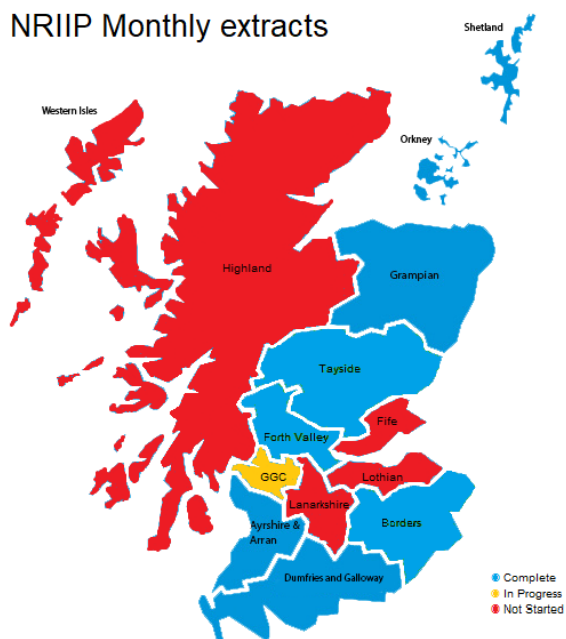 NRIIP Monthly extracts
Shetland
Western Isles
Orkney
Highland
Grampian
Tayside
Fife
Forth Valley
GGC
Lothian
Lanarkshire
Ayrshire &
Arran
Borders
Dumfries and Galloway
Complete
In Progress
Not Started